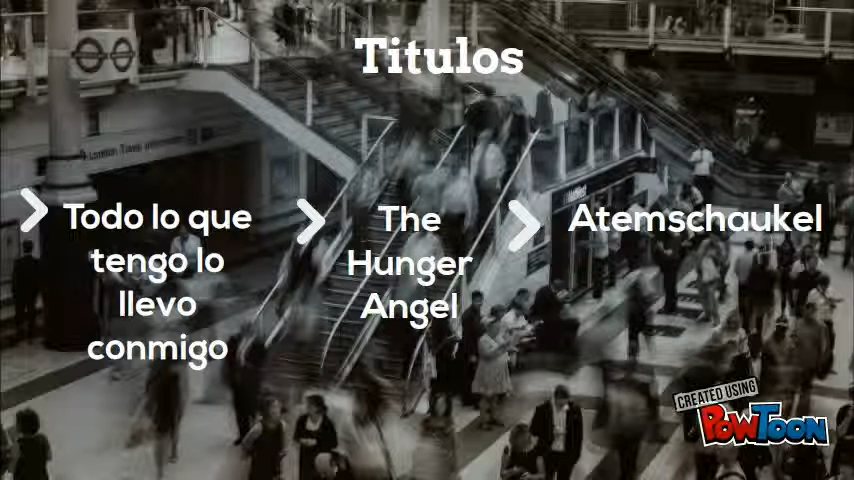 Titulos
Todo lo que
tengo lo
llevo
conmigo
The
Hunger
Angel
Atemschaukel
CREATED USING
POWTOON